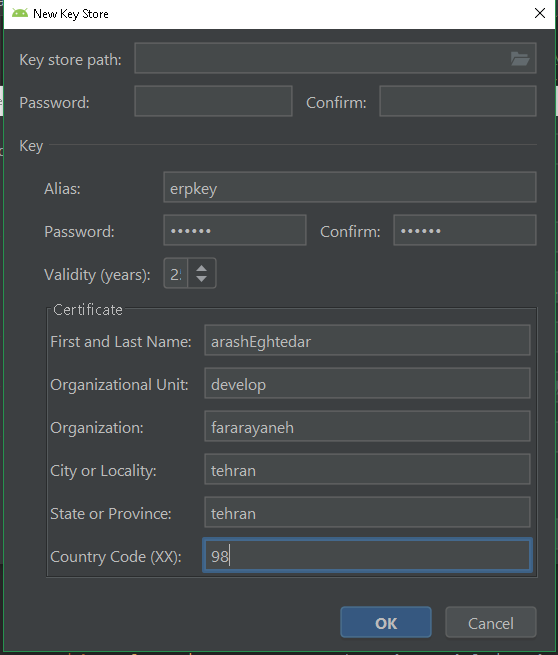 New Key Store
Key store path:
Password: Confirm:
Key
Alias: erpkey
Password: •••••• Confirm: ••••••
Validity (years):
Certificate
First and Last Name: arashEghtedar
Organizational Unit: develop
Organization: fararayaneh
City or Locality: tehran
State or Province: tehran
Country Code (XX): 98
OK Cancel